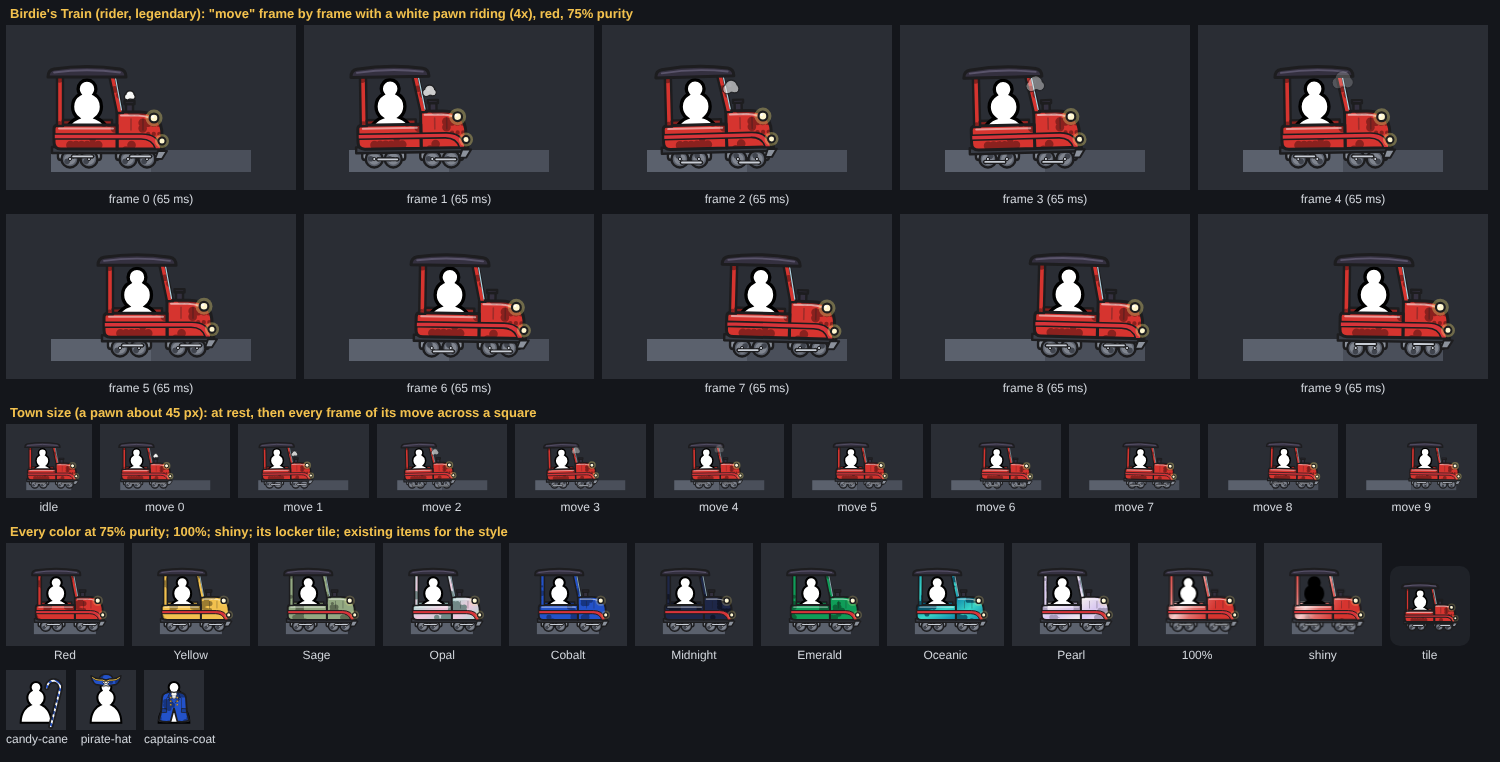 Birdie's Train (rider, legendary): "move" frame by frame with a white pawn riding (4x), red, 75% purity
frame 0 (65 ms)
frame 1 (65 ms)
frame 2 (65 ms)
frame 3 (65 ms)
frame 4 (65 ms)
frame 5 (65 ms)
frame 6 (65 ms)
frame 7 (65 ms)
frame 8 (65 ms)
frame 9 (65 ms)
Town size (a pawn about 45 px): at rest, then every frame of its move across a square
idle
move 0
move 1
move 2
move 3
move 4
move 5
move 6
move 7
move 8
move 9
Every color at 75% purity; 100%; shiny; its locker tile; existing items for the style
Red
Yellow
Sage
Opal
Cobalt
Midnight
Emerald
Oceanic
Pearl
100%
shiny
tile
candy-cane
pirate-hat
captains-coat